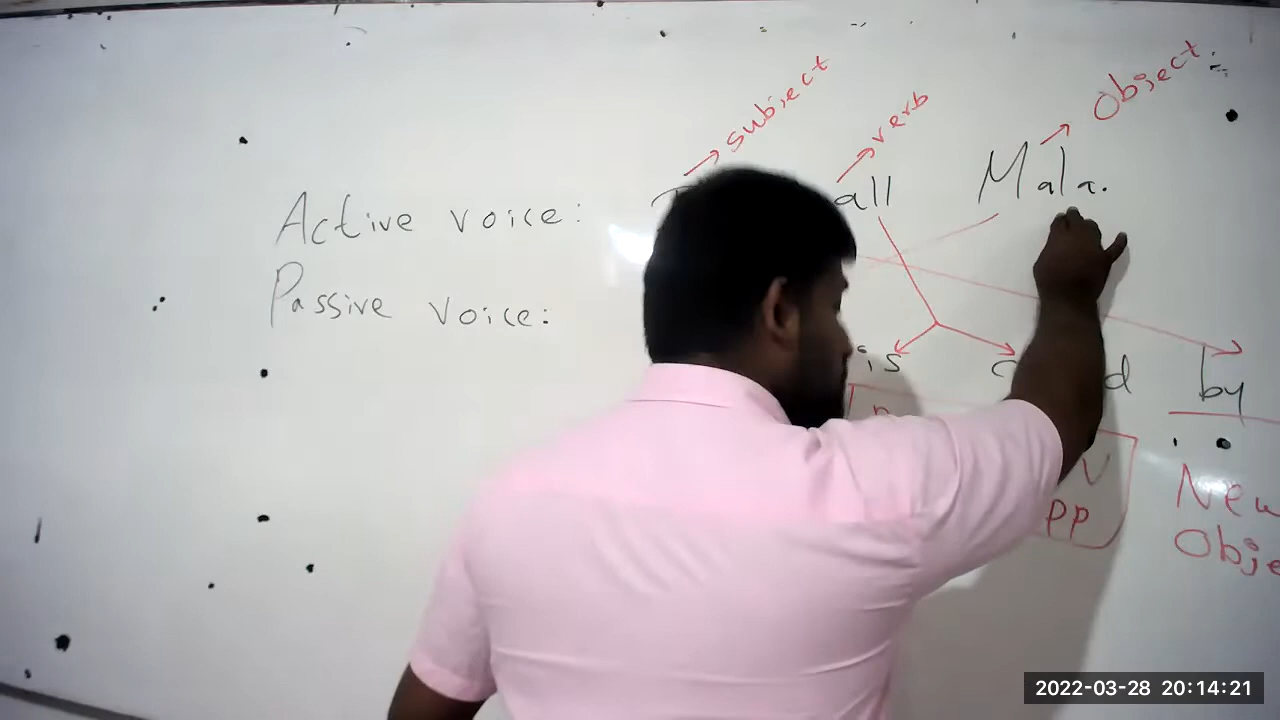 subject verb Object
Active voice: all Mala.
Passive voice: is d by
V New
PP Obje
2022-03-28 20:14:21